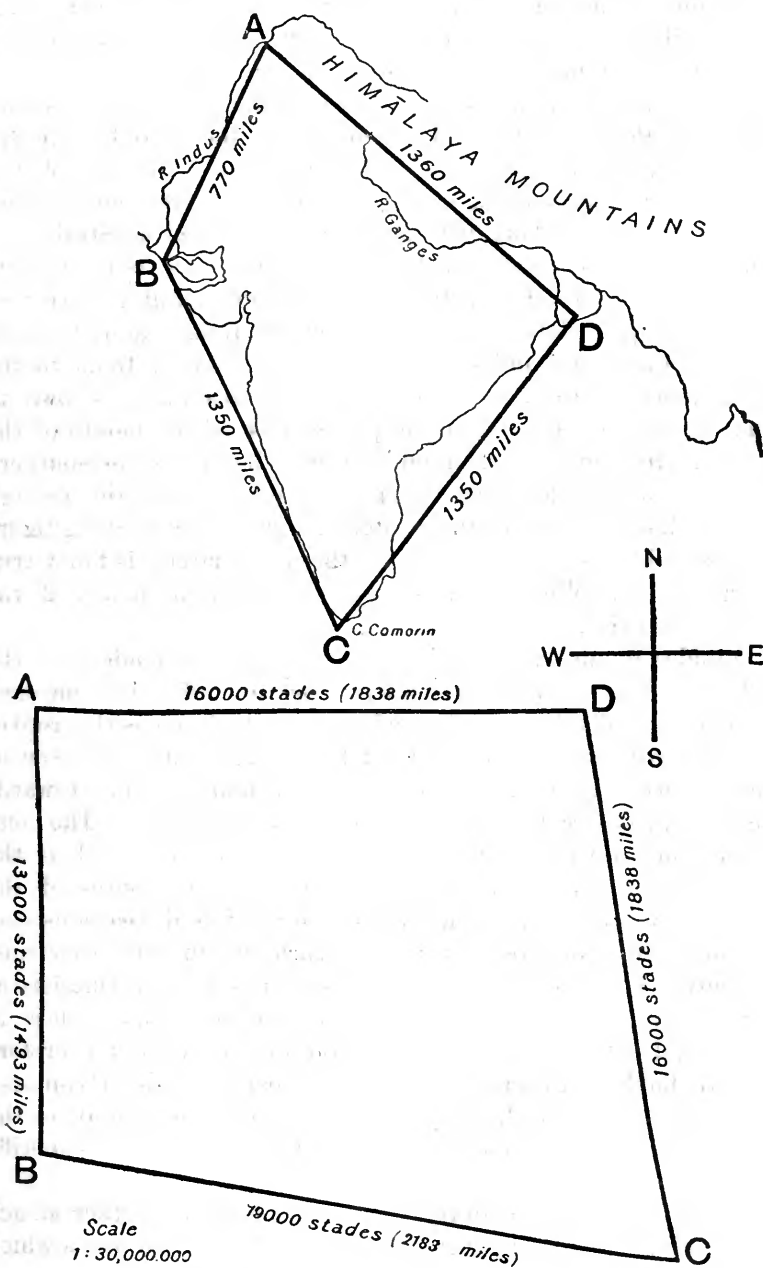 A
HIMĀLAYA MOUNTAINS
R. Indus
770 miles
1360 miles
R. Ganges
B
D
1350 miles
1350 miles
C
C. Comorin
N
W
E
S
A
16000 stades (1838 miles)
D
13000 stades (1493 miles)
16000 stades (1838 miles)
B
19000 stades (2183 miles)
C
Scale
1: 30,000.000